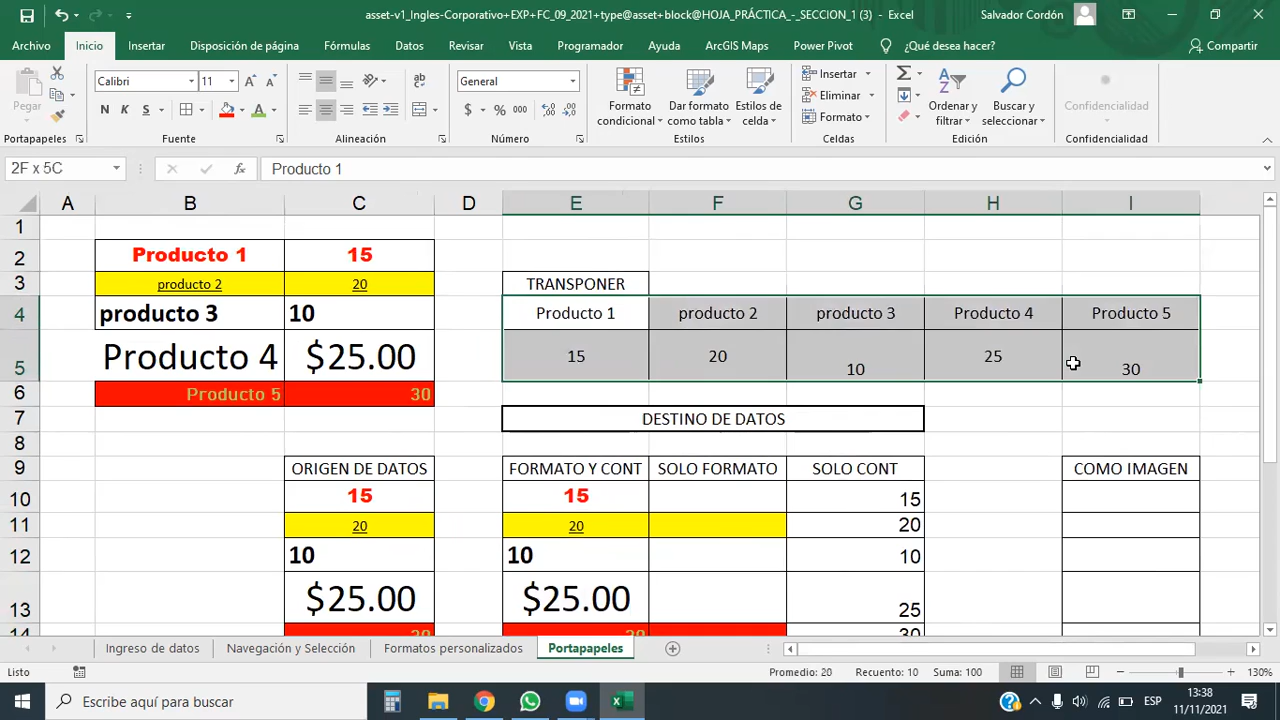 asset-v1_Ingles-Corporativo+EXP+FC_09_2021+type@asset+block@HOJA_PRÁCTICA_-_SECCION_1 (3) - Excel
Salvador Cordón
Archivo Inicio Insertar Disposición de página Fórmulas Datos Revisar Vista Programador Ayuda ArcGIS Maps Power Pivot ¿Qué desea hacer? Compartir
Pegar
Calibri 11
N K S
General
$ % 000
Formato condicional
Dar formato como tabla
Estilos de celda
Insertar
Eliminar
Formato
Ordenar y filtrar
Buscar y seleccionar
Confidencialidad
Portapapeles Fuente Alineación Número Estilos Celdas Edición Confidencialidad
2F x 5C fx Producto 1
A B C D E F G H I
1
2 Producto 1 15
3 producto 2 20 TRANSPONER
4 producto 3 10 Producto 1 producto 2 producto 3 Producto 4 Producto 5
5 Producto 4 $25.00 15 20 10 25 30
6 Producto 5 30
7 DESTINO DE DATOS
8
9 ORIGEN DE DATOS FORMATO Y CONT SOLO FORMATO SOLO CONT COMO IMAGEN
10 15 15 15
11 20 20 20
12 10 10 10
13 $25.00 $25.00 25
14 30 30 30
Ingreso de datos Navegación y Selección Formatos personalizados Portapapeles
Listo Promedio: 20 Recuento: 10 Suma: 100 130%
Escribe aquí para buscar ESP 13:38
11/11/2021